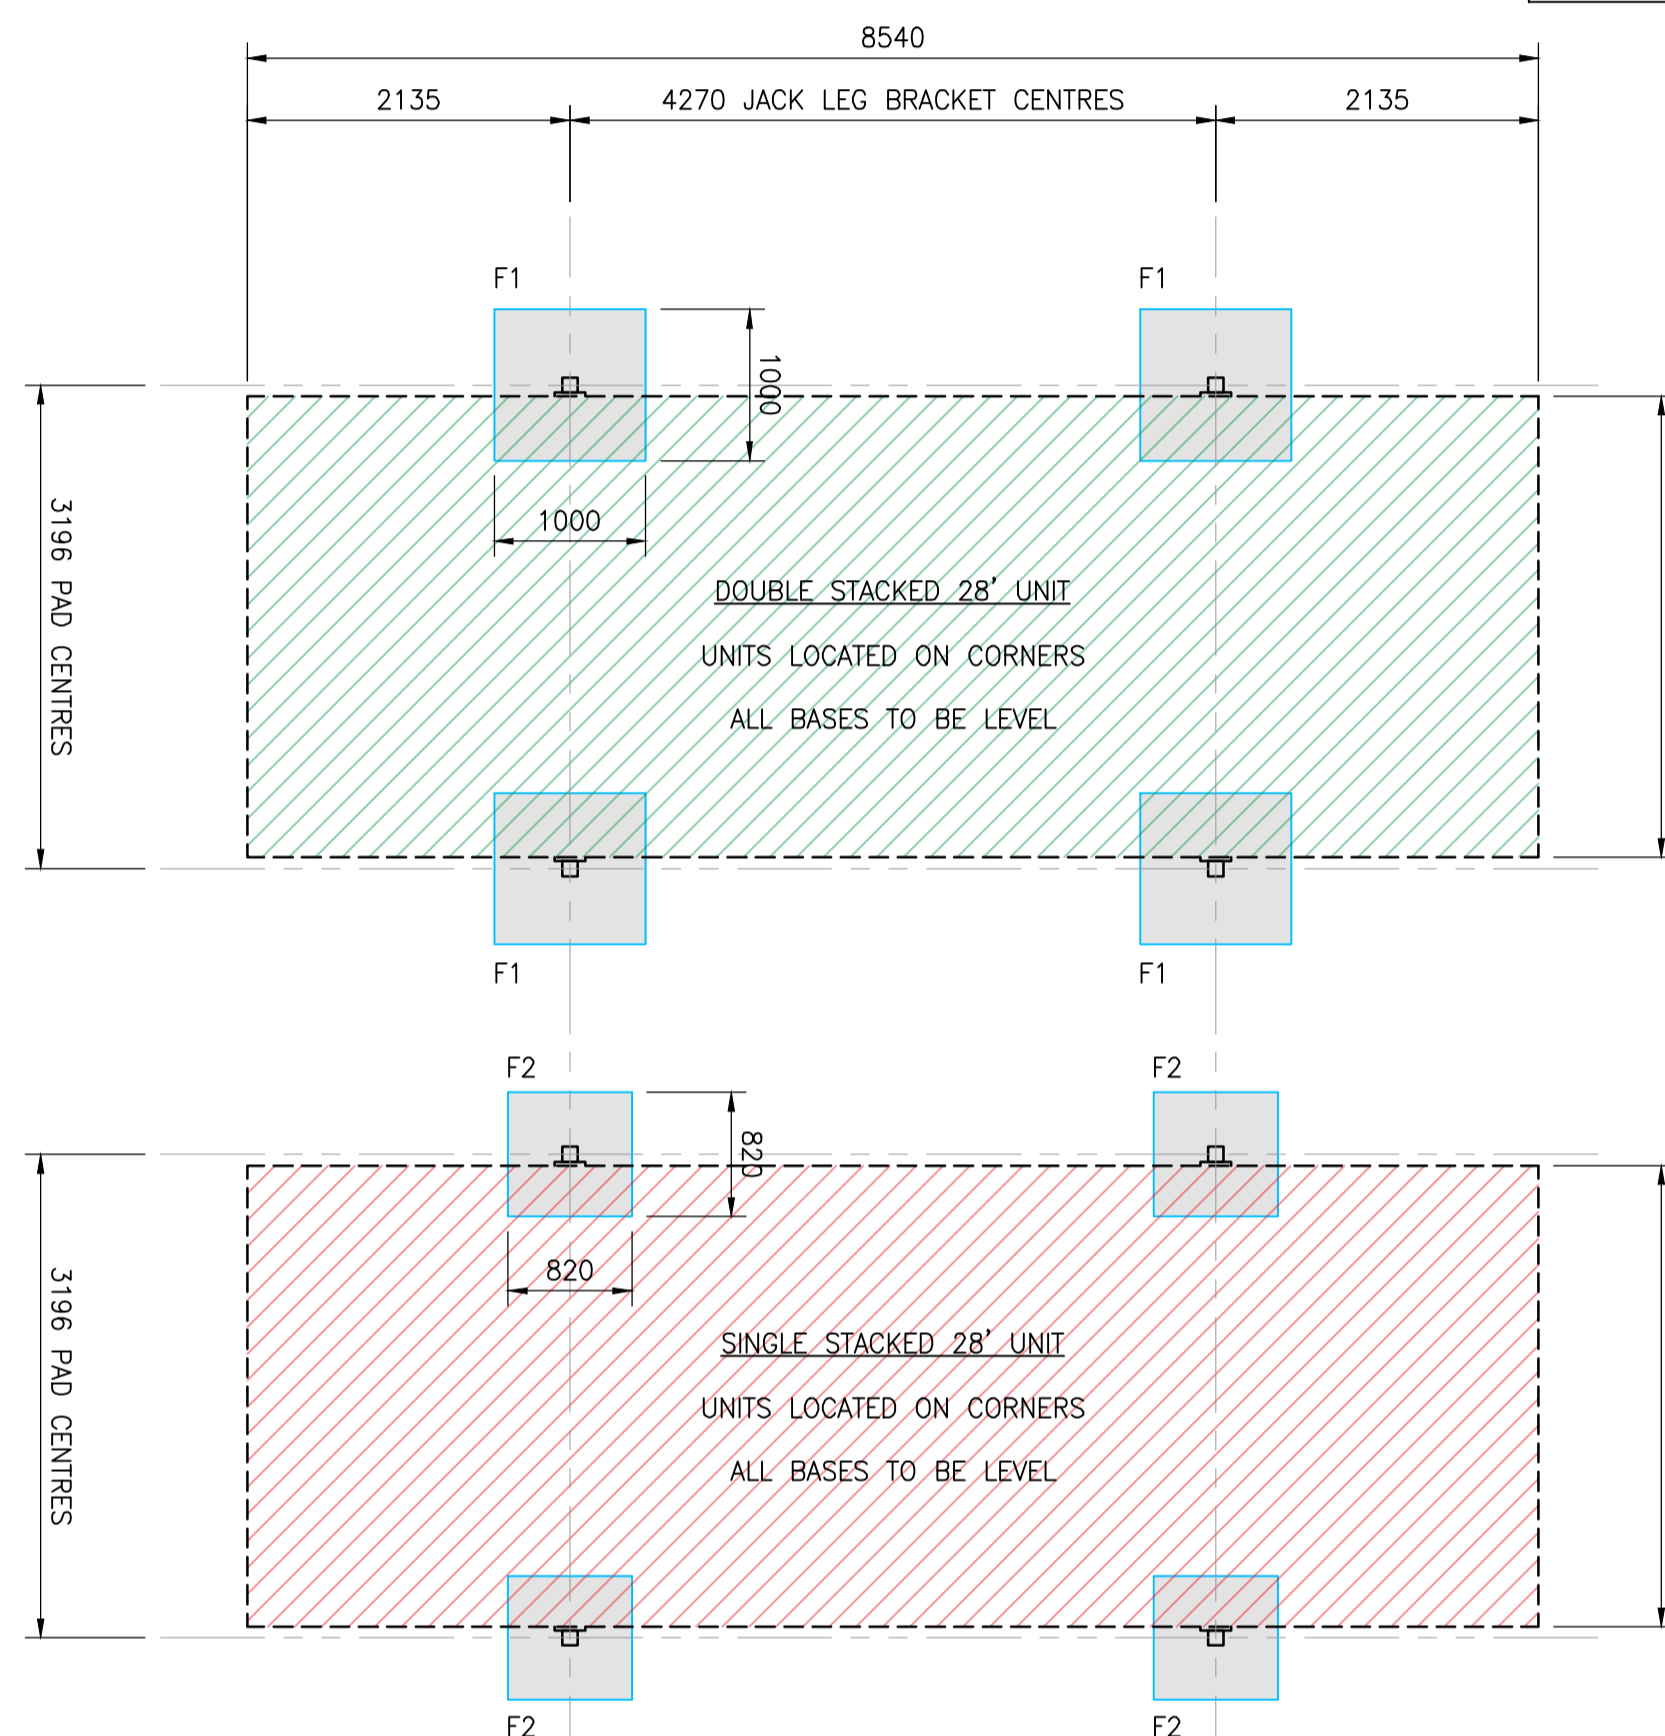 8540
2135
4270 JACK LEG BRACKET CENTRES
2135
F1
F1
1000
1000
3196 PAD CENTRES
DOUBLE STACKED 28' UNIT
UNITS LOCATED ON CORNERS
ALL BASES TO BE LEVEL
F1
F1
F2
F2
820
820
3196 PAD CENTRES
SINGLE STACKED 28' UNIT
UNITS LOCATED ON CORNERS
ALL BASES TO BE LEVEL
F2
F2